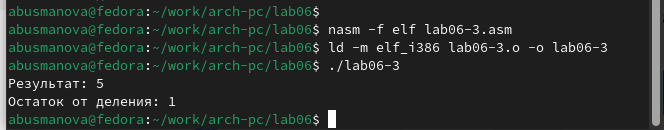 abusmanova@fedora:~/work/arch-pc/lab06$
abusmanova@fedora:~/work/arch-pc/lab06$ nasm -f elf lab06-3.asm
abusmanova@fedora:~/work/arch-pc/lab06$ ld -m elf_i386 lab06-3.o -o lab06-3
abusmanova@fedora:~/work/arch-pc/lab06$ ./lab06-3
Результат: 5
Остаток от деления: 1
abusmanova@fedora:~/work/arch-pc/lab06$